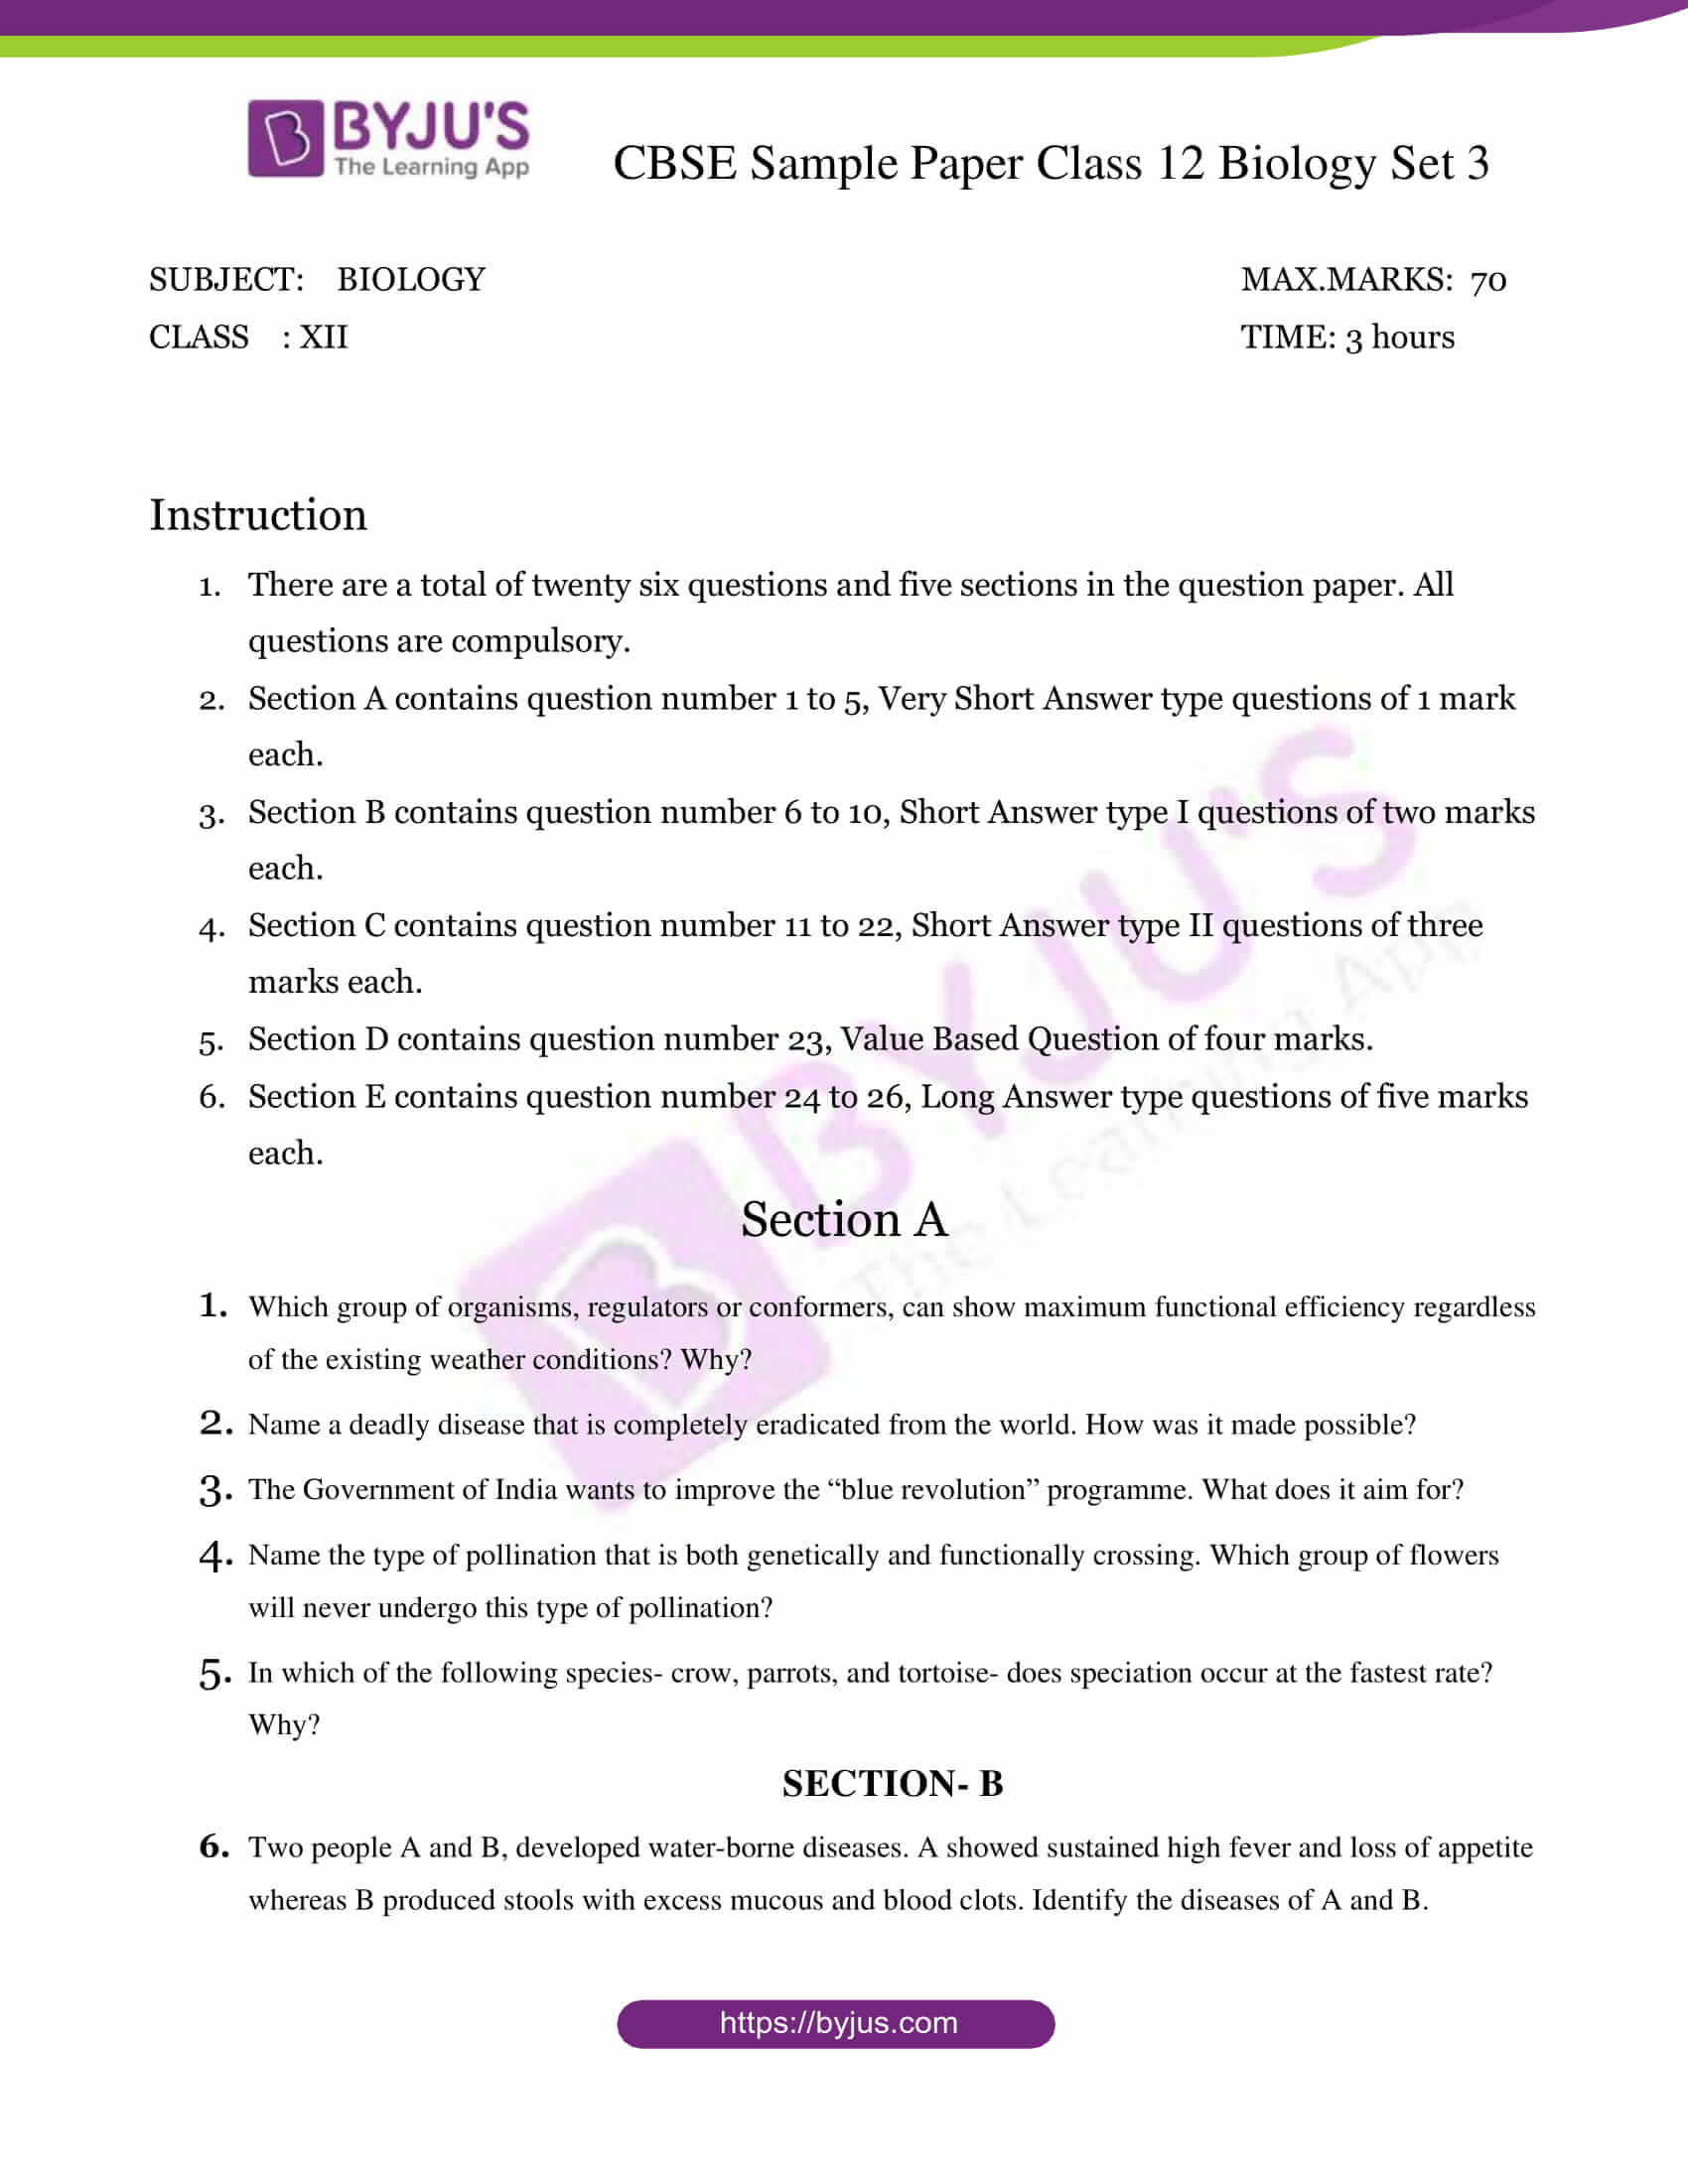 BYJU'S
The Learning App
CBSE Sample Paper Class 12 Biology Set 3
SUBJECT: BIOLOGY MAX.MARKS: 70
CLASS : XII TIME: 3 hours
Instruction
1. There are a total of twenty six questions and five sections in the question paper. All
questions are compulsory.
2. Section A contains question number 1 to 5, Very Short Answer type questions of 1 mark
each.
3. Section B contains question number 6 to 10, Short Answer type I questions of two marks
each.
4. Section C contains question number 11 to 22, Short Answer type II questions of three
marks each.
5. Section D contains question number 23, Value Based Question of four marks.
6. Section E contains question number 24 to 26, Long Answer type questions of five marks
each.
BYJU'S
The Learning App
Section A
1. Which group of organisms, regulators or conformers, can show maximum functional efficiency regardless
of the existing weather conditions? Why?
2. Name a deadly disease that is completely eradicated from the world. How was it made possible?
3. The Government of India wants to improve the “blue revolution” programme. What does it aim for?
4. Name the type of pollination that is both genetically and functionally crossing. Which group of flowers
will never undergo this type of pollination?
5. In which of the following species- crow, parrots, and tortoise- does speciation occur at the fastest rate?
Why?
SECTION- B
6. Two people A and B, developed water-borne diseases. A showed sustained high fever and loss of appetite
whereas B produced stools with excess mucous and blood clots. Identify the diseases of A and B.
https://byjus.com